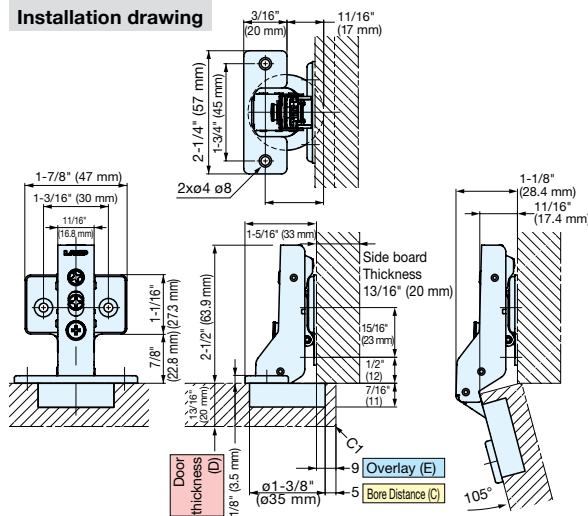 Installation drawing
3/16"
(20 mm)
11/16"
(17 mm)
2-1/4" (57 mm)
1-3/4" (45 mm)
2xø4 ø8
1-7/8" (47 mm)
1-3/16" (30 mm)
11/16"
(16.8 mm)
LAMP
1-1/16"
(27.3 mm)
7/8"
(22.8 mm)
1-5/16" (33 mm)
2-1/2" (63.9 mm)
Side board
Thickness
13/16" (20 mm)
15/16"
(23 mm)
1/2"
(12)
7/16"
(11)
13/16"
(20 mm)
Door
thickness
(D)
1/8" (3.5 mm)
C1
ø1-3/8"
(ø35 mm)
9 Overlay (E)
5 Bore Distance (C)
1-1/8"
(28.4 mm)
11/16"
(17.4 mm)
105°